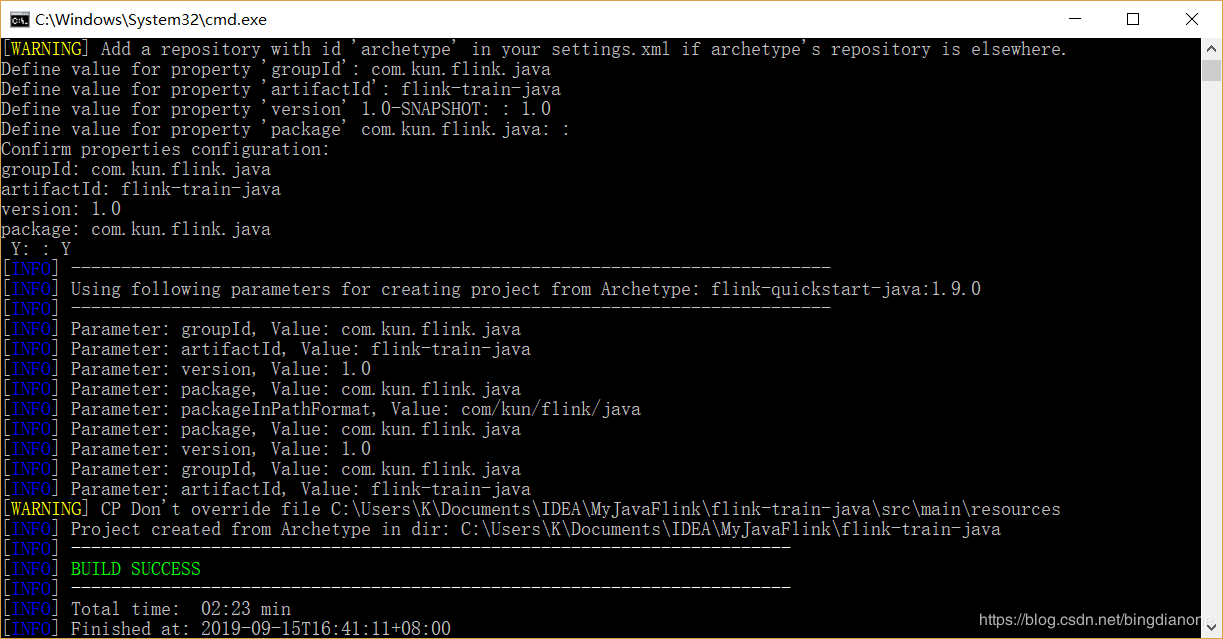 C:\Windows\System32\cmd.exe
[WARNING] Add a repository with id 'archetype' in your settings.xml if archetype's repository is elsewhere.
Define value for property 'groupId': com.kun.flink.java
Define value for property 'artifactId': flink-train-java
Define value for property 'version' 1.0-SNAPSHOT: : 1.0
Define value for property 'package' com.kun.flink.java: :
Confirm properties configuration:
groupId: com.kun.flink.java
artifactId: flink-train-java
version: 1.0
package: com.kun.flink.java
 Y: : Y
[INFO] ----------------------------------------------------------------------------
[INFO] Using following parameters for creating project from Archetype: flink-quickstart-java:1.9.0
[INFO] ----------------------------------------------------------------------------
[INFO] Parameter: groupId, Value: com.kun.flink.java
[INFO] Parameter: artifactId, Value: flink-train-java
[INFO] Parameter: version, Value: 1.0
[INFO] Parameter: package, Value: com.kun.flink.java
[INFO] Parameter: packageInPathFormat, Value: com/kun/flink/java
[INFO] Parameter: package, Value: com.kun.flink.java
[INFO] Parameter: version, Value: 1.0
[INFO] Parameter: groupId, Value: com.kun.flink.java
[INFO] Parameter: artifactId, Value: flink-train-java
[WARNING] CP Don't override file C:\Users\K\Documents\IDEA\MyJavaFlink\flink-train-java\src\main\resources
[INFO] Project created from Archetype in dir: C:\Users\K\Documents\IDEA\MyJavaFlink\flink-train-java
[INFO] ------------------------------------------------------------------------
[INFO] BUILD SUCCESS
[INFO] ------------------------------------------------------------------------
[INFO] Total time:  02:23 min
[INFO] Finished at: 2019-09-15T16:41:11+08:00
https://blog.csdn.net/bingdianone